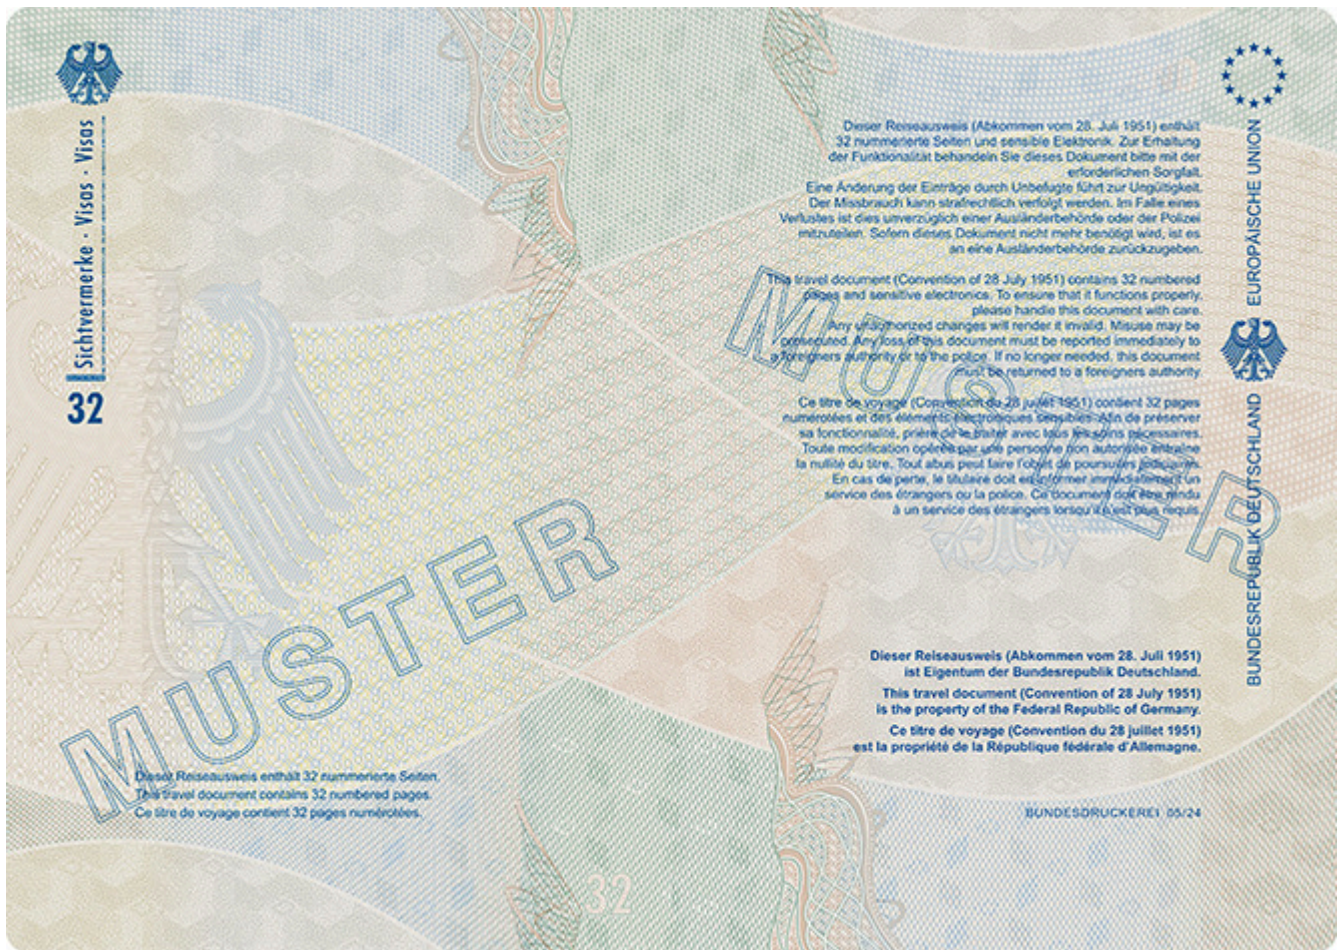 Sichtvermerke · Visas · Visas
32
MUSTER
Dieser Reiseausweis enthält 32 nummerierte Seiten.
This travel document contains 32 numbered pages.
Ce titre de voyage contient 32 pages numérotées.
32
Dieser Reiseausweis (Abkommen vom 28. Juli 1951) enthält
32 nummerierte Seiten und sensible Elektronik. Zur Erhaltung
der Funktionalität behandeln Sie dieses Dokument bitte mit der
erforderlichen Sorgfalt.
Eine Änderung der Einträge durch Unbefugte führt zur Ungültigkeit.
Der Missbrauch kann strafrechtlich verfolgt werden. Im Falle eines
Verlustes ist dies unverzüglich einer Ausländerbehörde oder der Polizei
mitzuteilen. Sofern dieses Dokument nicht mehr benötigt wird, ist es
an eine Ausländerbehörde zurückzugeben.
This travel document (Convention of 28 July 1951) contains 32 numbered
pages and sensitive electronics. To ensure that it functions properly,
please handle this document with care.
Any unauthorized changes will render it invalid. Misuse may be
prosecuted. Any loss of this document must be reported immediately to
a foreigners authority or to the police. If no longer needed, this document
must be returned to a foreigners authority.
Ce titre de voyage (Convention du 28 juillet 1951) contient 32 pages
numérotées et des éléments électroniques sensibles. Afin de préserver
sa fonctionnalité, prière de le traiter avec tous les soins nécessaires.
Toute modification opérée par une personne non autorisée entraîne
la nullité du titre. Tout abus peut faire l'objet de poursuites judiciaires.
En cas de perte, le titulaire doit en informer immédiatement un
service des étrangers ou la police. Ce document doit être rendu
à un service des étrangers lorsqu'il n'est plus requis.
MUSTER
Dieser Reiseausweis (Abkommen vom 28. Juli 1951)
ist Eigentum der Bundesrepublik Deutschland.
This travel document (Convention of 28 July 1951)
is the property of the Federal Republic of Germany.
Ce titre de voyage (Convention du 28 juillet 1951)
est la propriété de la République fédérale d'Allemagne.
BUNDESDRUCKEREI 05/24
BUNDESREPUBLIK DEUTSCHLAND EUROPÄISCHE UNION